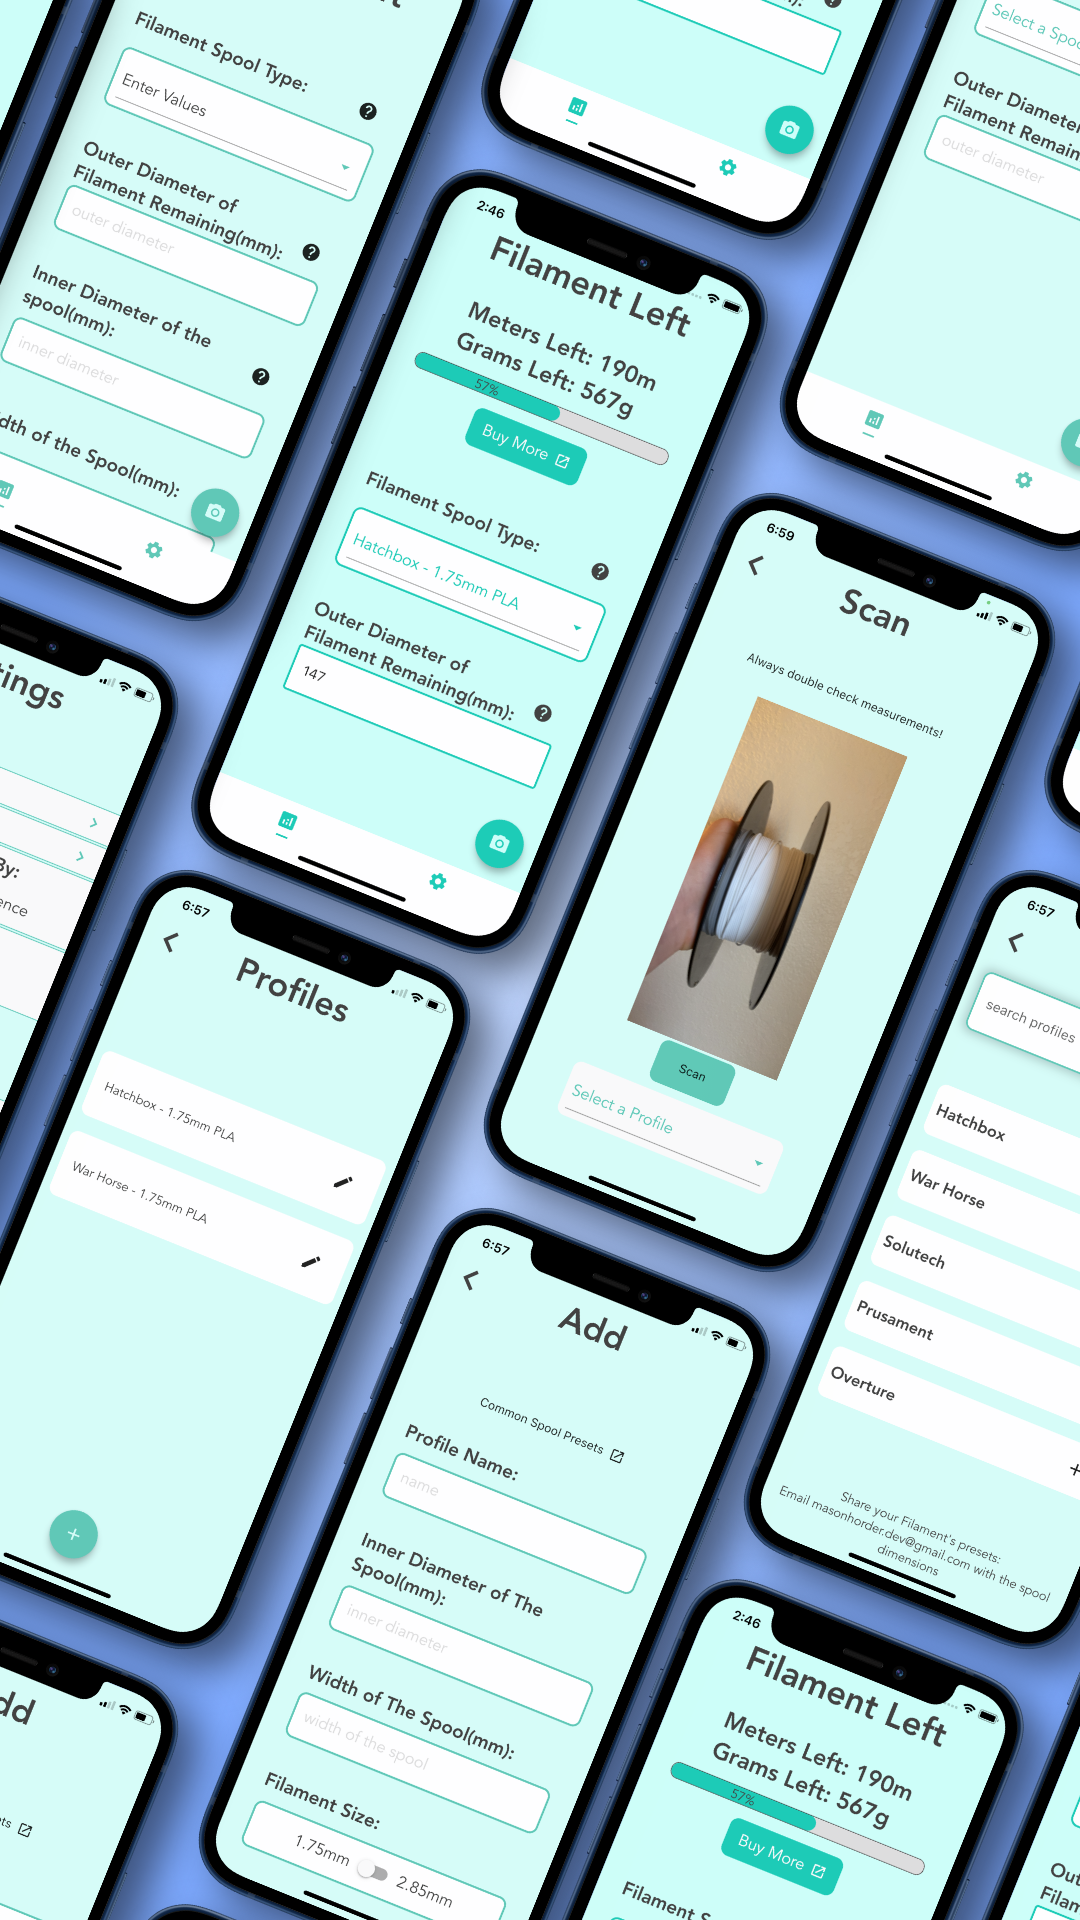 Filament Spool Type:
Enter Values
Outer Diameter of
Filament Remaining(mm):
outer diameter
Inner Diameter of the
spool(mm):
inner diameter
Width of the Spool(mm):
Select a Spool
Outer Diameter
Filament Remain
outer diameter
2:46
Filament Left
Meters Left: 190m
Grams Left: 567g
57%
Buy More
Filament Spool Type:
Hatchbox - 1.75mm PLA
Outer Diameter of
Filament Remaining(mm):
147
6:59
Scan
Always double check measurements!
Scan
Select a Profile
tings
By:
ence
6:57
Profiles
Hatchbox - 1.75mm PLA
War Horse - 1.75mm PLA
6:57
search profiles
Hatchbox
War Horse
Solutech
Prusament
Overture
Share your Filament's presets:
Email masonhorder.dev@gmail.com with the spool
dimensions
6:57
Add
Common Spool Presets
Profile Name:
name
Inner Diameter of The
Spool(mm):
inner diameter
Width of The Spool(mm):
width of the spool
Filament Size:
1.75mm
2.85mm
dd
ets
2:46
Filament Left
Meters Left: 190m
Grams Left: 567g
57%
Buy More
Filament S
Out
Filam